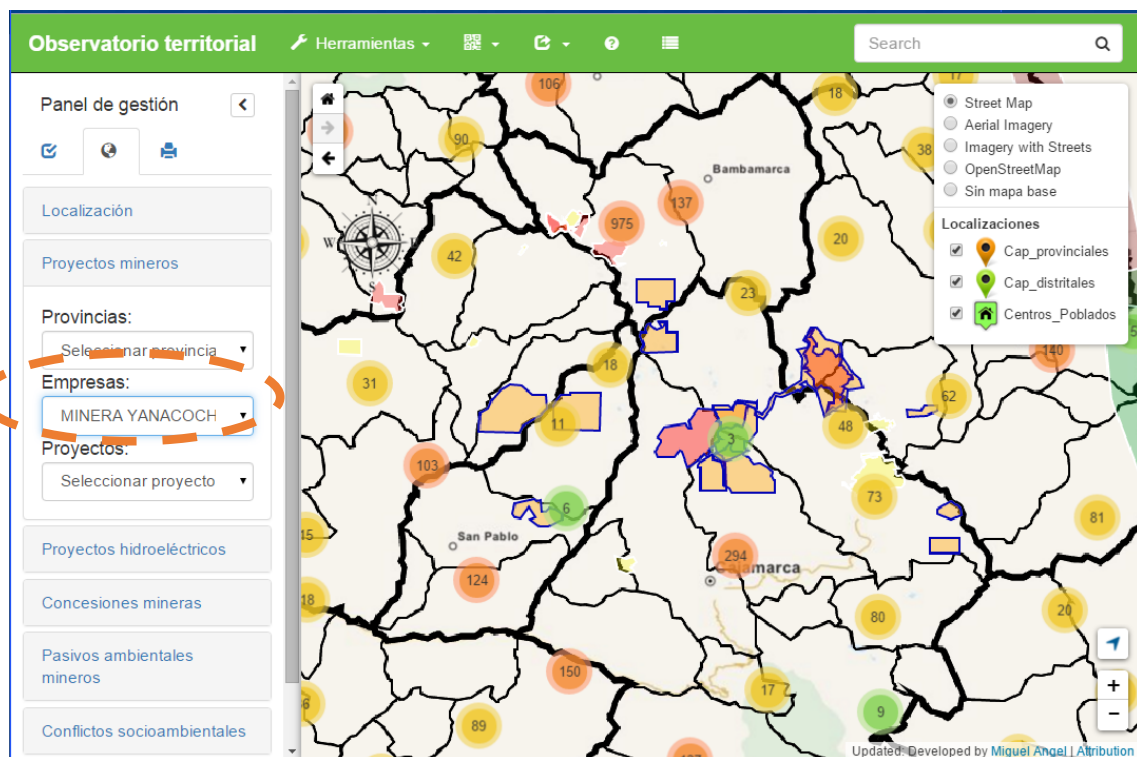 Observatorio territorial
Herramientas
Search
Panel de gestión
Localización
Proyectos mineros
Provincias:
Seleccionar provincia
Empresas:
MINERA YANACOCH
Proyectos:
Seleccionar proyecto
Proyectos hidroeléctricos
Concesiones mineras
Pasivos ambientales
mineros
Conflictos socioambientales
Street Map
Aerial Imagery
Imagery with Streets
OpenStreetMap
Sin mapa base
Localizaciones
Cap_provinciales
Cap_distritales
Centros_Poblados
106
18
17
90
38
Bambamarca
137
975
N
W
S
42
20
23
140
18
31
62
11
48
3
103
73
6
81
15
San Pablo
294
Cajamarca
124
18
20
80
150
17
9
89
+
−
Updated: Developed by Miguel Angel | Attribution